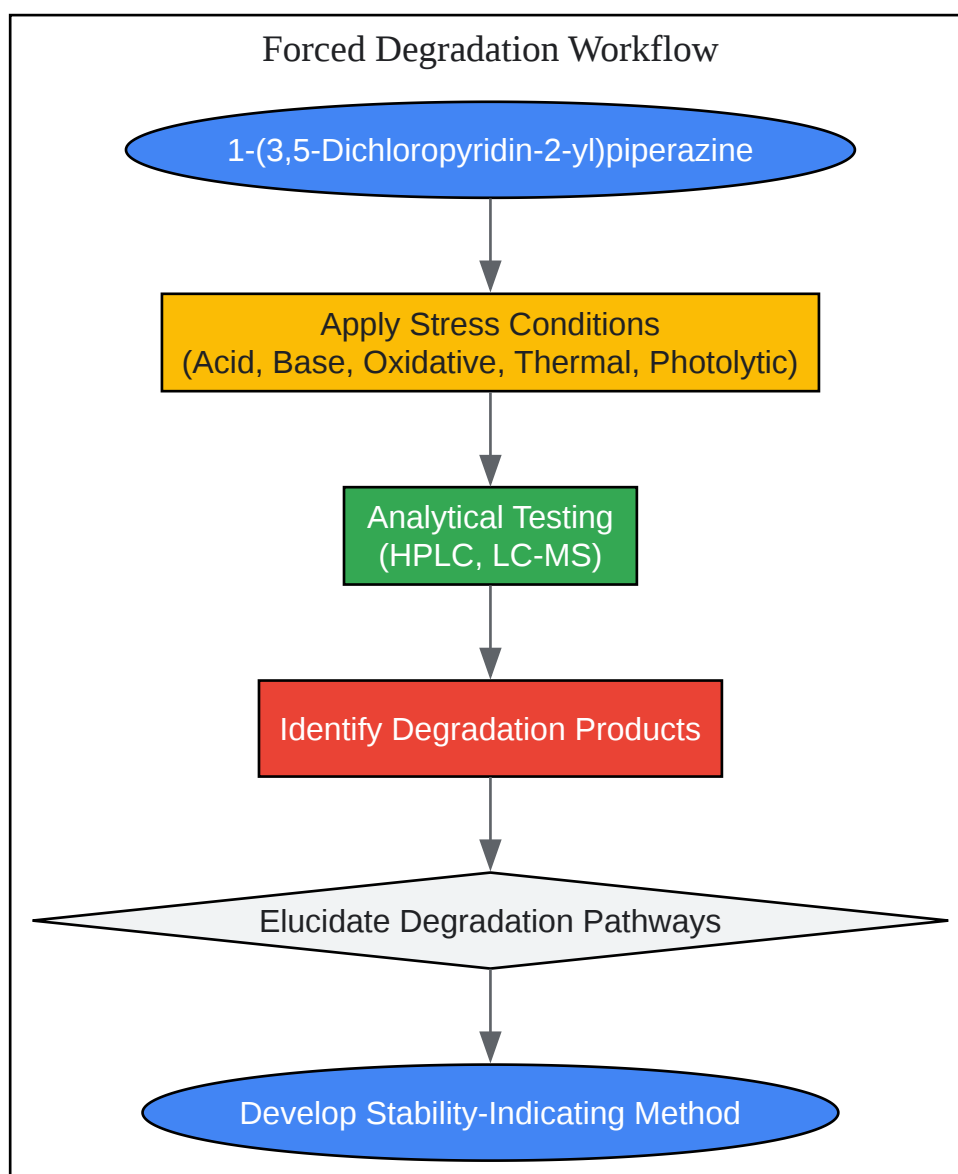 Forced Degradation Workflow
1-(3,5-Dichloropyridin-2-yl)piperazine
Apply Stress Conditions
(Acid, Base, Oxidative, Thermal, Photolytic)
Analytical Testing
(HPLC, LC-MS)
Identify Degradation Products
Elucidate Degradation Pathways
Develop Stability-Indicating Method